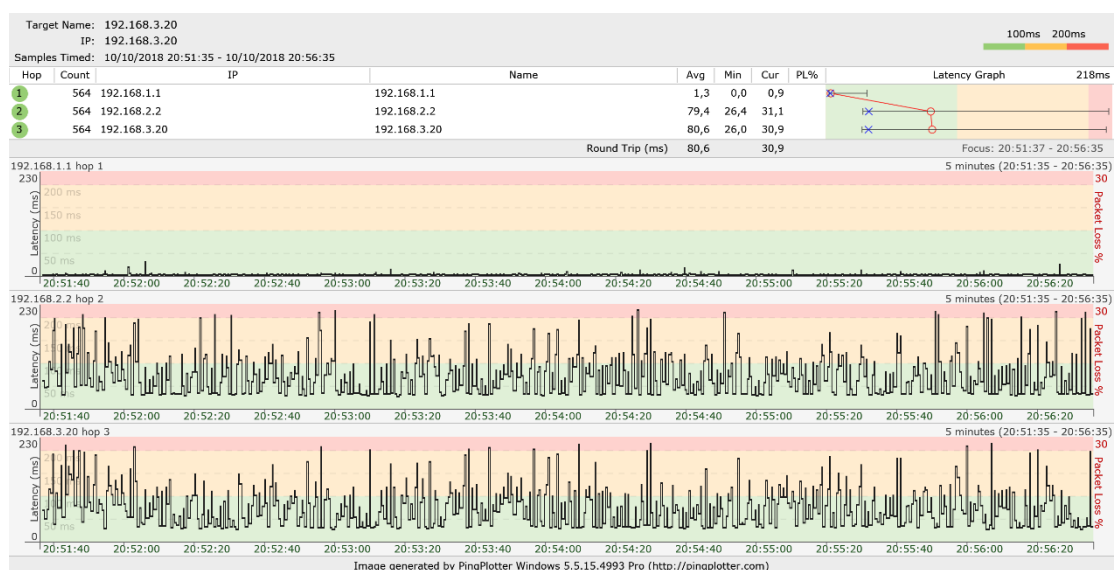 Target Name: 192.168.3.20
IP: 192.168.3.20
Samples Timed: 10/10/2018 20:51:35 - 10/10/2018 20:56:35
100ms 200ms
Hop Count IP Name Avg Min Cur PL% Latency Graph 218ms
1 564 192.168.1.1 192.168.1.1 1,3 0,0 0,9
2 564 192.168.2.2 192.168.2.2 79,4 26,4 31,1
3 564 192.168.3.20 192.168.3.20 80,6 26,0 30,9
Round Trip (ms) 80,6 30,9 Focus: 20:51:37 - 20:56:35
192.168.1.1 hop 1 5 minutes (20:51:35 - 20:56:35)
230 30
200 ms
150 ms
100 ms
50 ms
0
Latency (ms)
Packet Loss %
20:51:40 20:52:00 20:52:20 20:52:40 20:53:00 20:53:20 20:53:40 20:54:00 20:54:20 20:54:40 20:55:00 20:55:20 20:55:40 20:56:00 20:56:20
192.168.2.2 hop 2 5 minutes (20:51:35 - 20:56:35)
230 30
0
Latency (ms)
Packet Loss %
20:51:40 20:52:00 20:52:20 20:52:40 20:53:00 20:53:20 20:53:40 20:54:00 20:54:20 20:54:40 20:55:00 20:55:20 20:55:40 20:56:00 20:56:20
192.168.3.20 hop 3 5 minutes (20:51:35 - 20:56:35)
230 30
0
Latency (ms)
Packet Loss %
20:51:40 20:52:00 20:52:20 20:52:40 20:53:00 20:53:20 20:53:40 20:54:00 20:54:20 20:54:40 20:55:00 20:55:20 20:55:40 20:56:00 20:56:20
Image generated by PingPlotter Windows 5.5.15.4993 Pro (http://pingplotter.com)